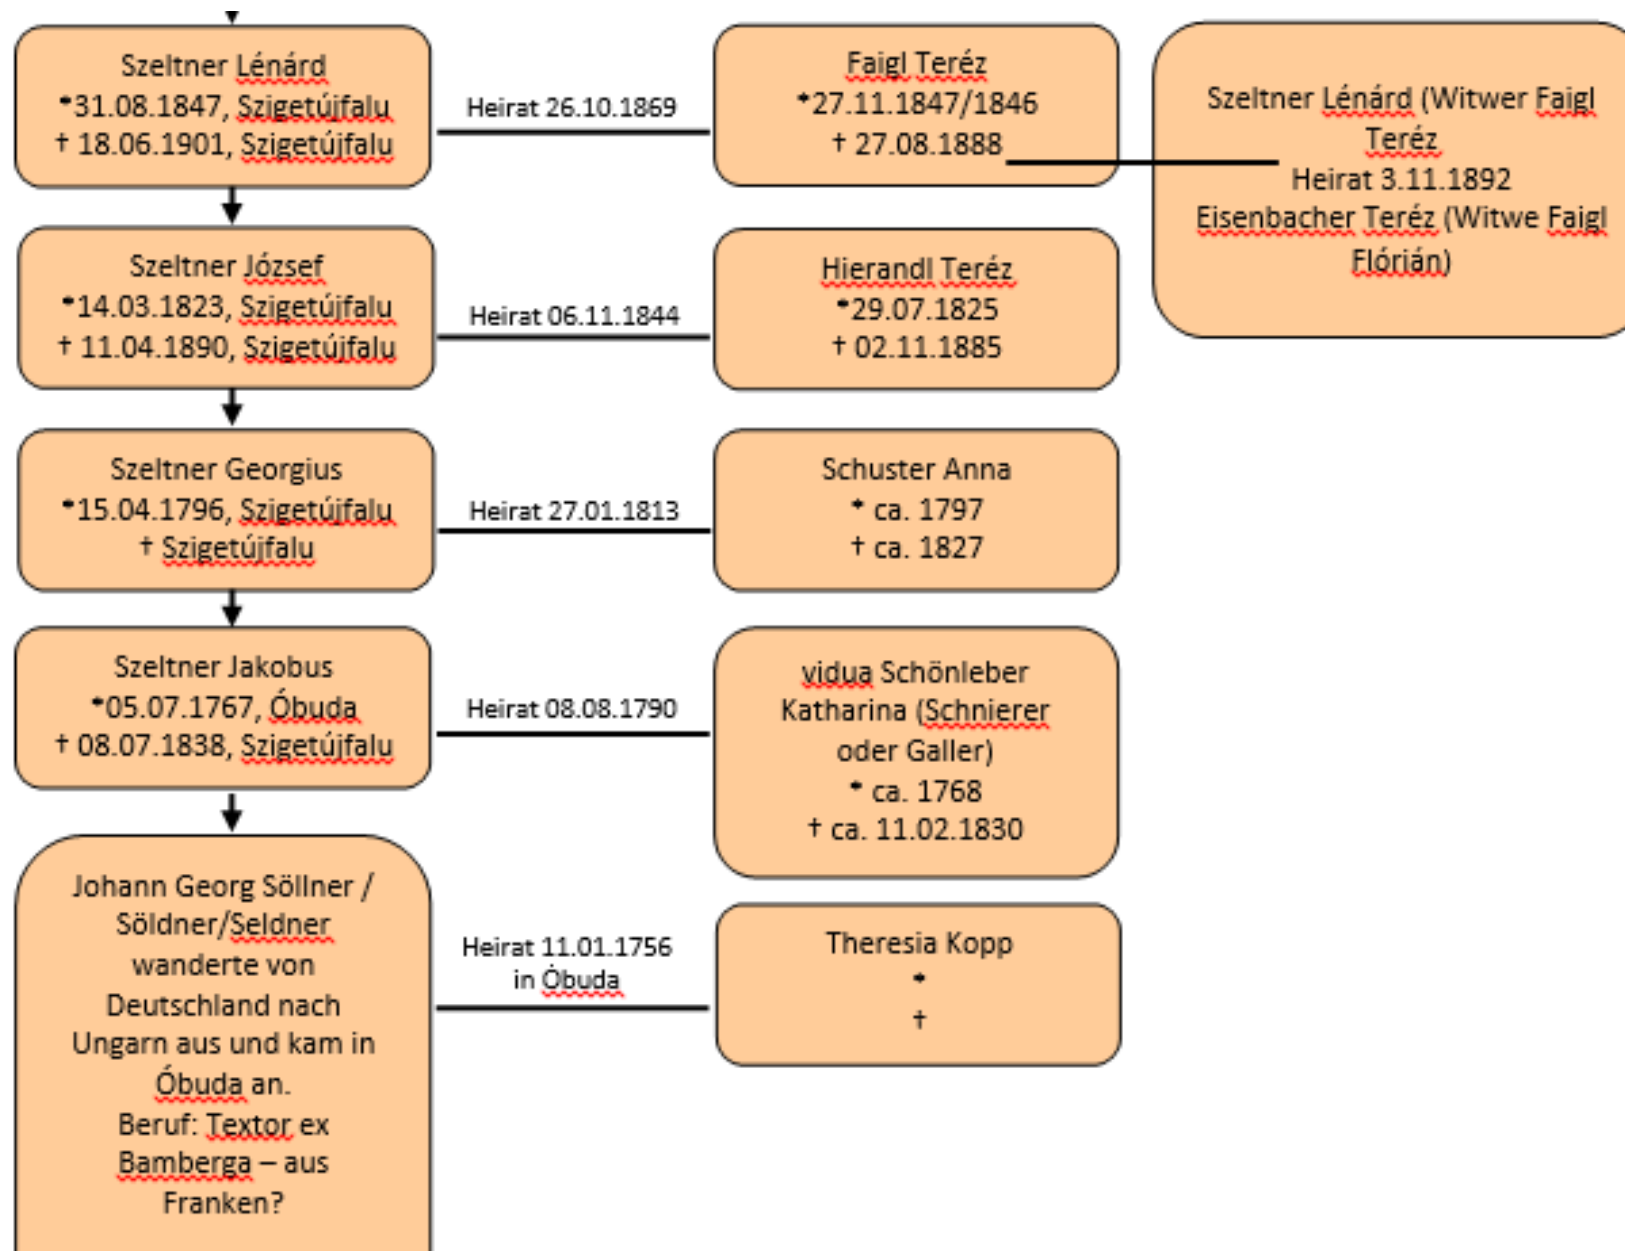 Szeltner Lénárd
*31.08.1847, Szigetújfalu
† 18.06.1901, Szigetújfalu
Heirat 26.10.1869
Faigl Teréz
*27.11.1847/1846
† 27.08.1888
Szeltner Lénárd (Witwer Faigl
Teréz
Heirat 3.11.1892
Eisenbacher Teréz (Witwe Faigl
Flórián)
Szeltner József
*14.03.1823, Szigetújfalu
† 11.04.1890, Szigetújfalu
Heirat 06.11.1844
Hierandl Teréz
*29.07.1825
† 02.11.1885
Szeltner Georgius
*15.04.1796, Szigetújfalu
† Szigetújfalu
Heirat 27.01.1813
Schuster Anna
* ca. 1797
† ca. 1827
Szeltner Jakobus
*05.07.1767, Óbuda
† 08.07.1838, Szigetújfalu
Heirat 08.08.1790
vidua Schönleber
Katharina (Schnierer
oder Galler)
* ca. 1768
† ca. 11.02.1830
Johann Georg Söllner /
Söldner/Seldner
wanderte von
Deutschland nach
Ungarn aus und kam in
Óbuda an.
Beruf: Textor ex
Bamberga – aus
Franken?
Heirat 11.01.1756
in Óbuda
Theresia Kopp
*
†